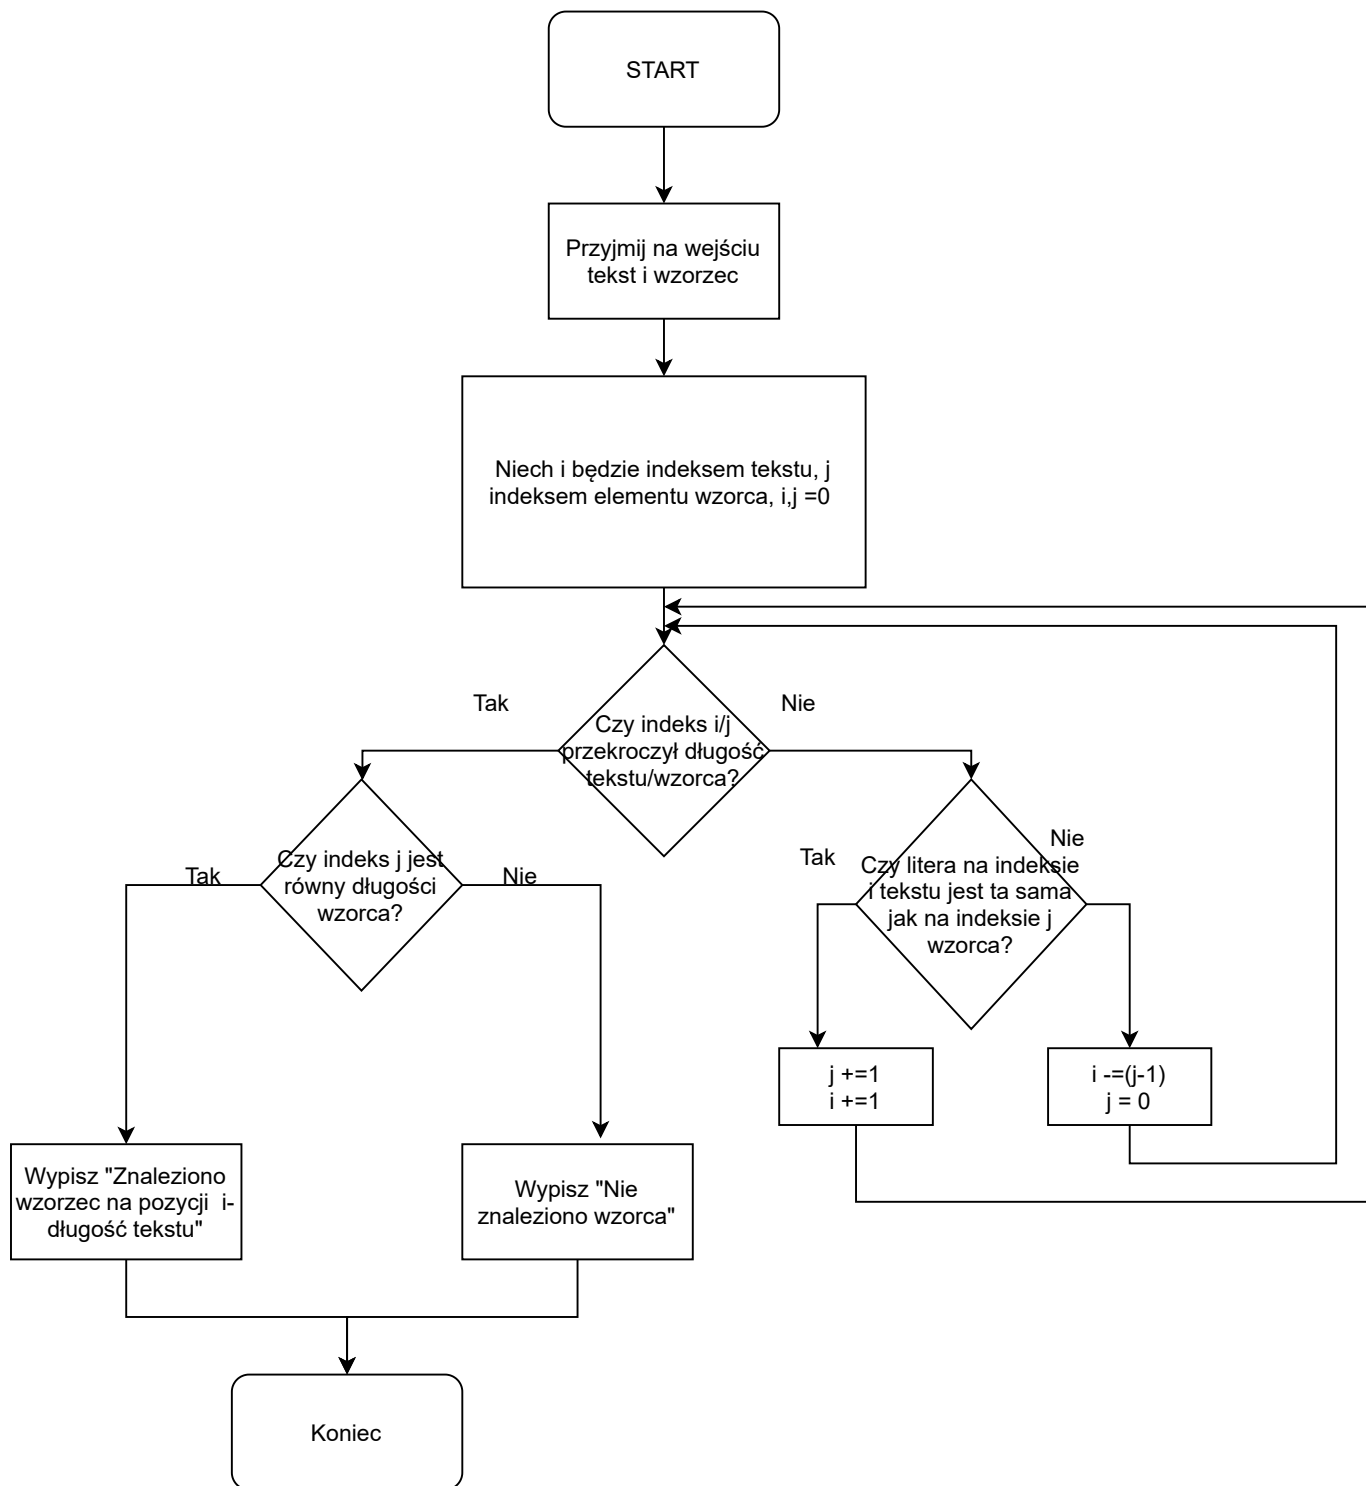 START
Przyjmij na wejściu
tekst i wzorzec
Niech i będzie indeksem tekstu, j
indeksem elementu wzorca, i,j =0
Tak
Nie
Czy indeks i/j
przekroczył długość
tekstu/wzorca?
Tak
Czy indeks j jest
równy długości
wzorca?
Nie
Tak
Nie
Czy litera na indeksie
i tekstu jest ta sama
jak na indeksie j
wzorca?
j +=1
i +=1
i -=(j-1)
j = 0
Wypisz "Znaleziono
wzorzec na pozycji  i-
długość tekstu"
Wypisz "Nie
znaleziono wzorca"
Koniec